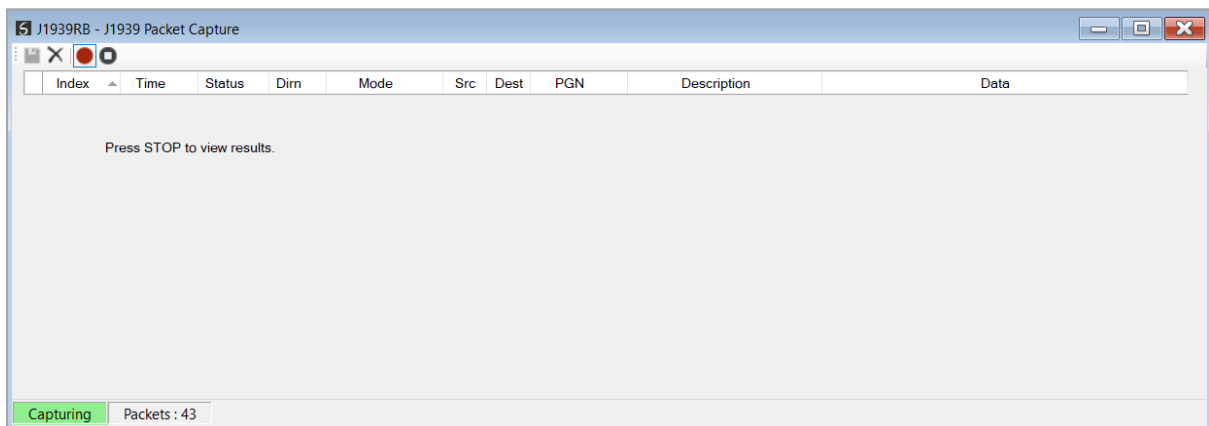 J1939RB - J1939 Packet Capture
Index Time Status Dirn Mode Src Dest PGN Description Data
Press STOP to view results.
Capturing Packets : 43